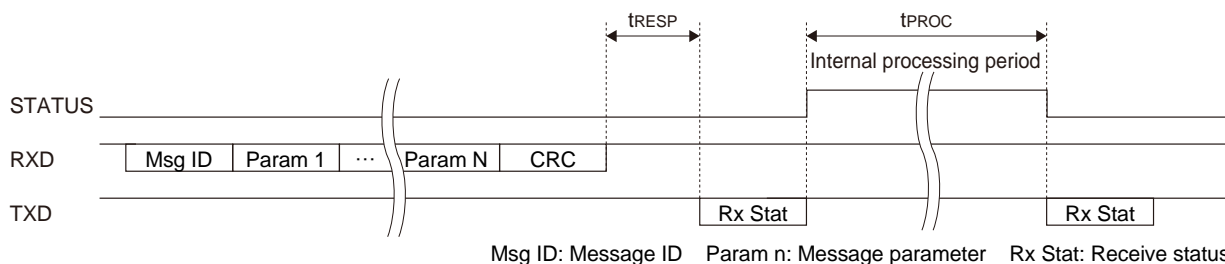 tRESP tPROC
Internal processing period
STATUS
RXD Msg ID Param 1 ··· Param N CRC
TXD Rx Stat Rx Stat
Msg ID: Message ID Param n: Message parameter Rx Stat: Receive status